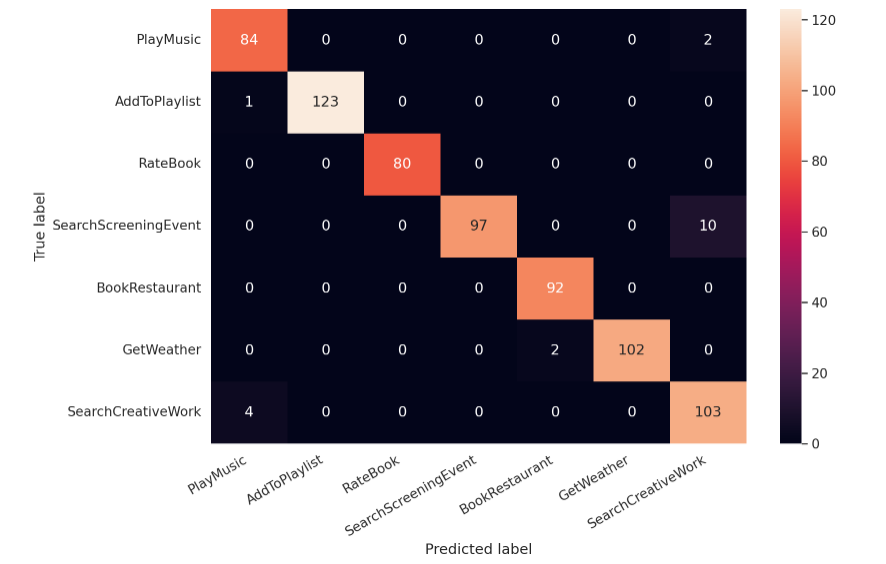 PlayMusic 84 0 0 0 0 0 2
AddToPlaylist 1 123 0 0 0 0 0
RateBook 0 0 80 0 0 0 0
SearchScreeningEvent 0 0 0 97 0 0 10
BookRestaurant 0 0 0 0 92 0 0
GetWeather 0 0 0 0 2 102 0
SearchCreativeWork 4 0 0 0 0 0 103
True label
PlayMusic
AddToPlaylist
RateBook
SearchScreeningEvent
BookRestaurant
GetWeather
SearchCreativeWork
Predicted label
120
100
80
60
40
20
0